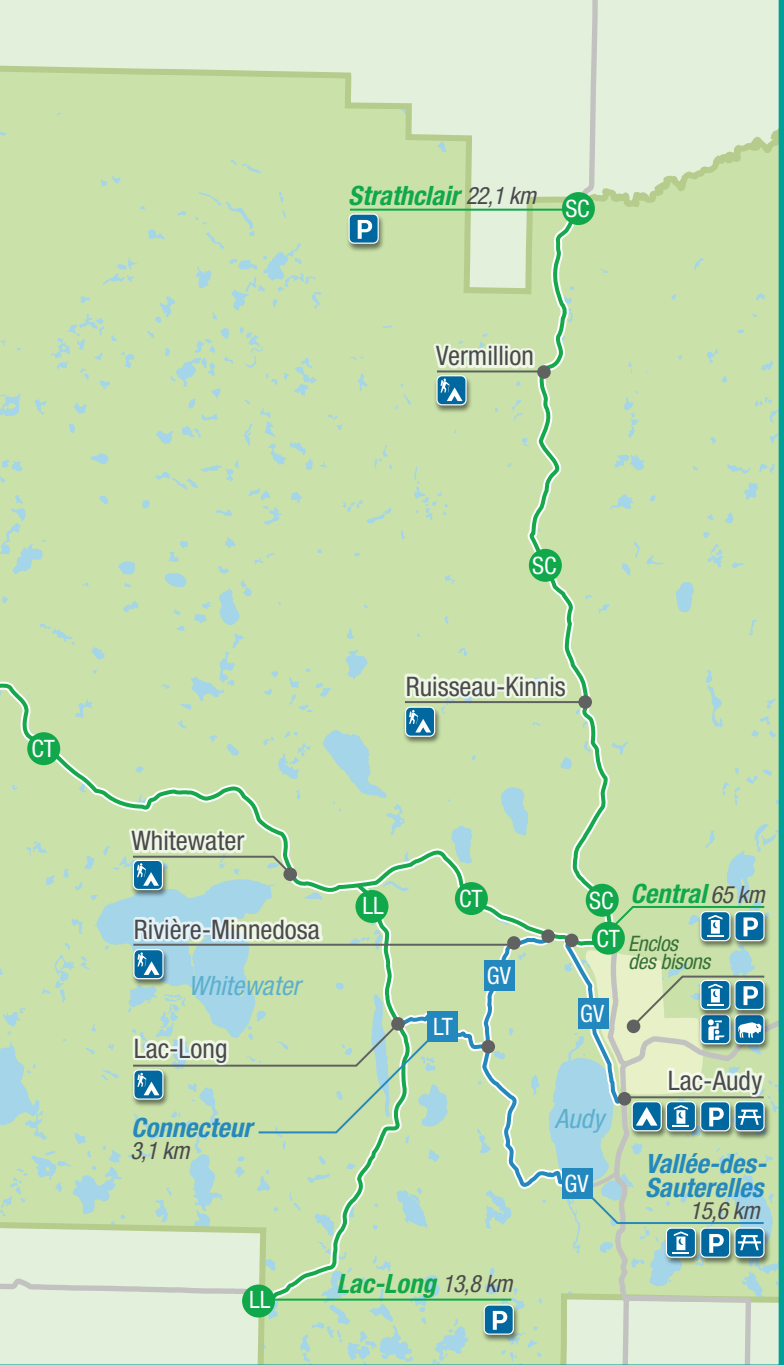 Strathclair 22,1 km
SC
P
Vermillion
SC
Ruisseau-Kinnis
CT
Whitewater
LL
CT
SC
Central 65 km
P
Rivière-Minnedosa
CT
Enclos
des bisons
GV
Whitewater
P
GV
LT
Lac-Long
Lac-Audy
P
Connecteur
3,1 km
Audy
GV
Vallée-des-
Sauterelles
15,6 km
P
LL
Lac-Long 13,8 km
P